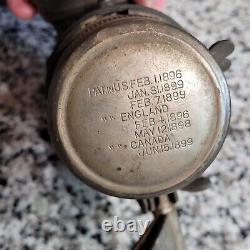 PAT'N U.S. FEB. 1.1896
JAN. 31.1899
FEB. 7.1899
" " ENGLAND
FEB. 4.1896
MAY 12.1898
" " CANADA
JUN. 15.1899